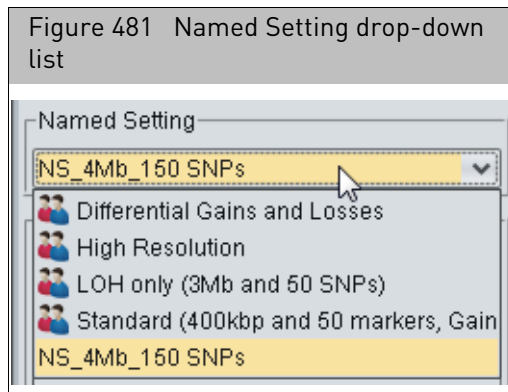 Figure 481 Named Setting drop-down
list
Named Setting
NS_4Mb_150 SNPs
Differential Gains and Losses
High Resolution
LOH only (3Mb and 50 SNPs)
Standard (400kbp and 50 markers, Gain
NS_4Mb_150 SNPs